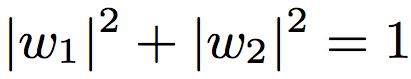 |w₁|² + |w₂|² = 1